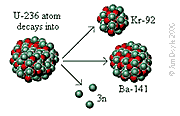 U-236 atom
decays into
Kr-92
Ba-141
3n
© Jim Doyle 2006